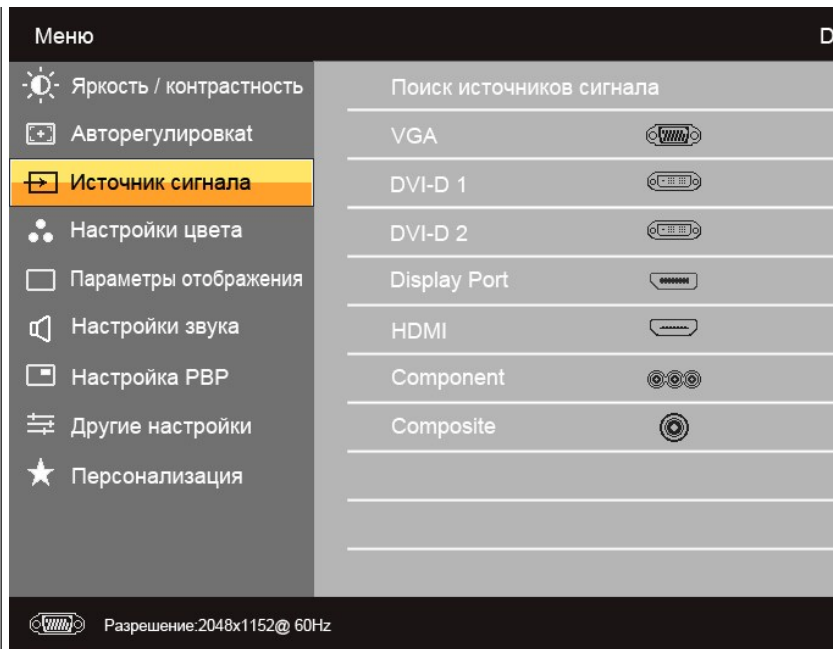 Меню D
Яркость / контрастность
Авторегулировкat
Источник сигнала
Настройки цвета
Параметры отображения
Настройки звука
Настройка PBP
Другие настройки
Персонализация
Поиск источников сигнала
VGA
DVI-D 1
DVI-D 2
Display Port
HDMI
Component
Composite
Разрешение:2048x1152@ 60Hz